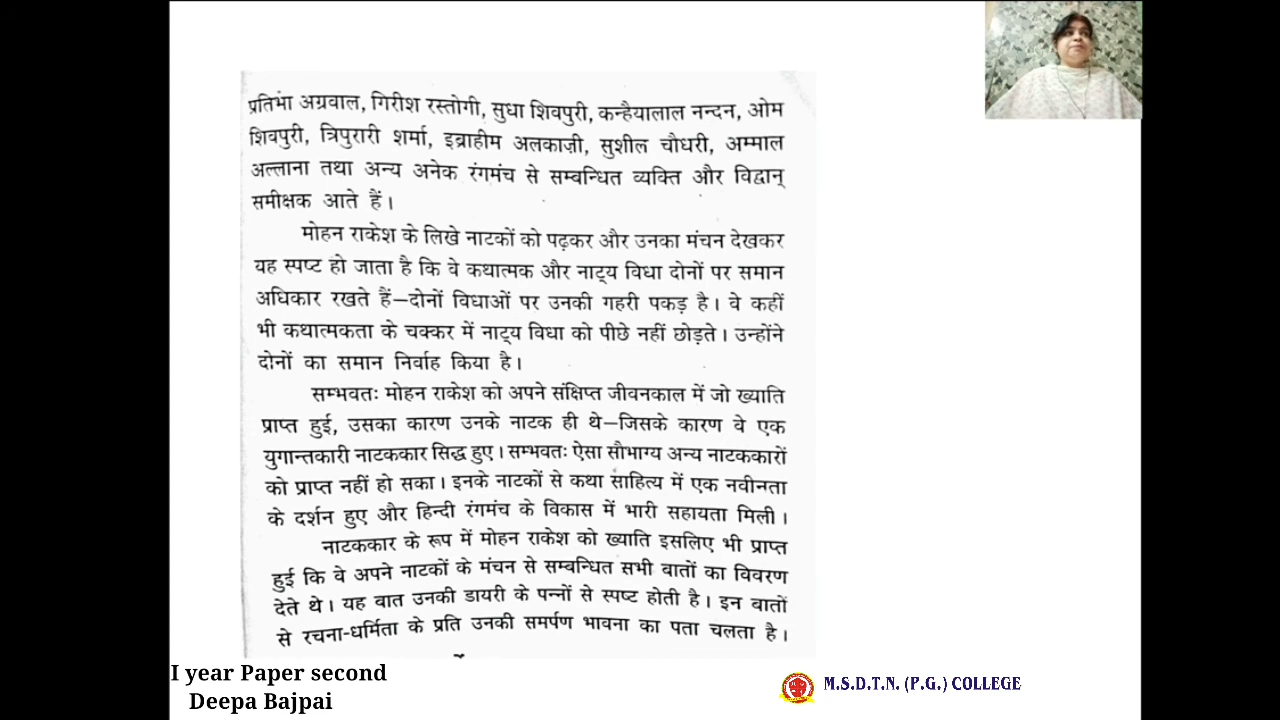 प्रतिभा अग्रवाल, गिरीश रस्तोगी, सुधा शिवपुरी, कन्हैयालाल नन्दन, ओम
शिवपुरी, त्रिपुरारी शर्मा, इब्राहीम अलकाज़ी, सुशील चौधरी, अम्माल
अल्लाना तथा अन्य अनेक रंगमंच से सम्बन्धित व्यक्ति और विद्वान्
समीक्षक आते हैं।
मोहन राकेश के लिखे नाटकों को पढ़कर और उनका मंचन देखकर
यह स्पष्ट हो जाता है कि वे कथात्मक और नाट्य विधा दोनों पर समान
अधिकार रखते हैं—दोनों विधाओं पर उनकी गहरी पकड़ है। वे कहीं
भी कथात्मकता के चक्कर में नाट्य विधा को पीछे नहीं छोड़ते। उन्होंने
दोनों का समान निर्वाह किया है।
सम्भवतः मोहन राकेश को अपने संक्षिप्त जीवनकाल में जो ख्याति
प्राप्त हुई, उसका कारण उनके नाटक ही थे—जिसके कारण वे एक
युगान्तकारी नाटककार सिद्ध हुए। सम्भवतः ऐसा सौभाग्य अन्य नाटककारों
को प्राप्त नहीं हो सका। इनके नाटकों से कथा साहित्य में एक नवीनता
के दर्शन हुए और हिन्दी रंगमंच के विकास में भारी सहायता मिली।
नाटककार के रूप में मोहन राकेश को ख्याति इसलिए भी प्राप्त
हुई कि वे अपने नाटकों के मंचन से सम्बन्धित सभी बातों का विवरण
देते थे। यह बात उनकी डायरी के पन्नों से स्पष्ट होती है। इन बातों
से रचना-धर्मिता के प्रति उनकी समर्पण भावना का पता चलता है।
I year Paper second
Deepa Bajpai
M.S.D.T.N. (P.G.) COLLEGE